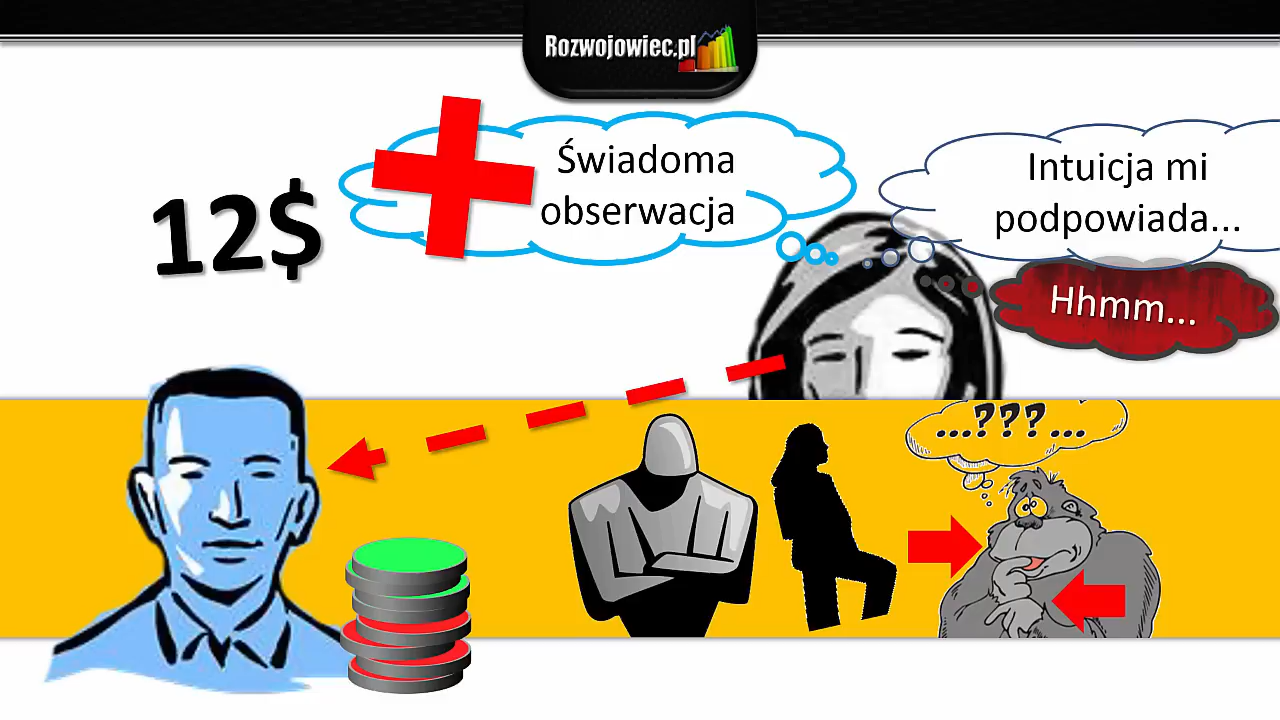 Rozwojowiec.pl
12$
Świadoma
obserwacja
Intuicja mi
podpowiada...
Hhmm...
...???...